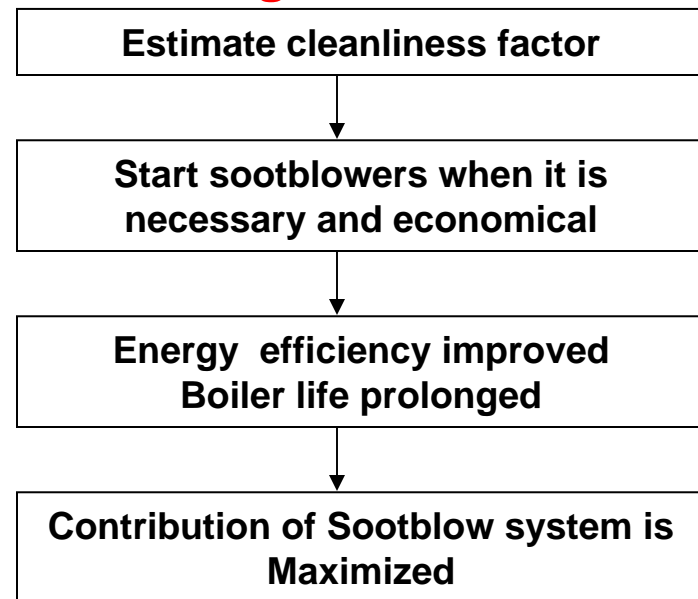 Estimate cleanliness factor
Start sootblowers when it is
necessary and economical
Energy efficiency improved
Boiler life prolonged
Contribution of Sootblow system is
Maximized